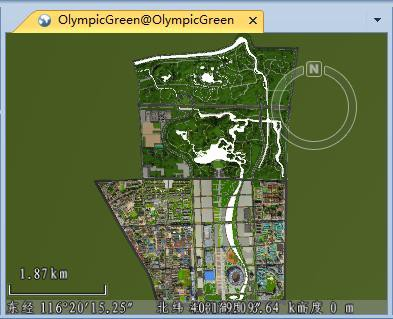 OlympicGreen@OlympicGreen
N
1.87km
东经 116°20'15.25" 北纬 高度 0 m